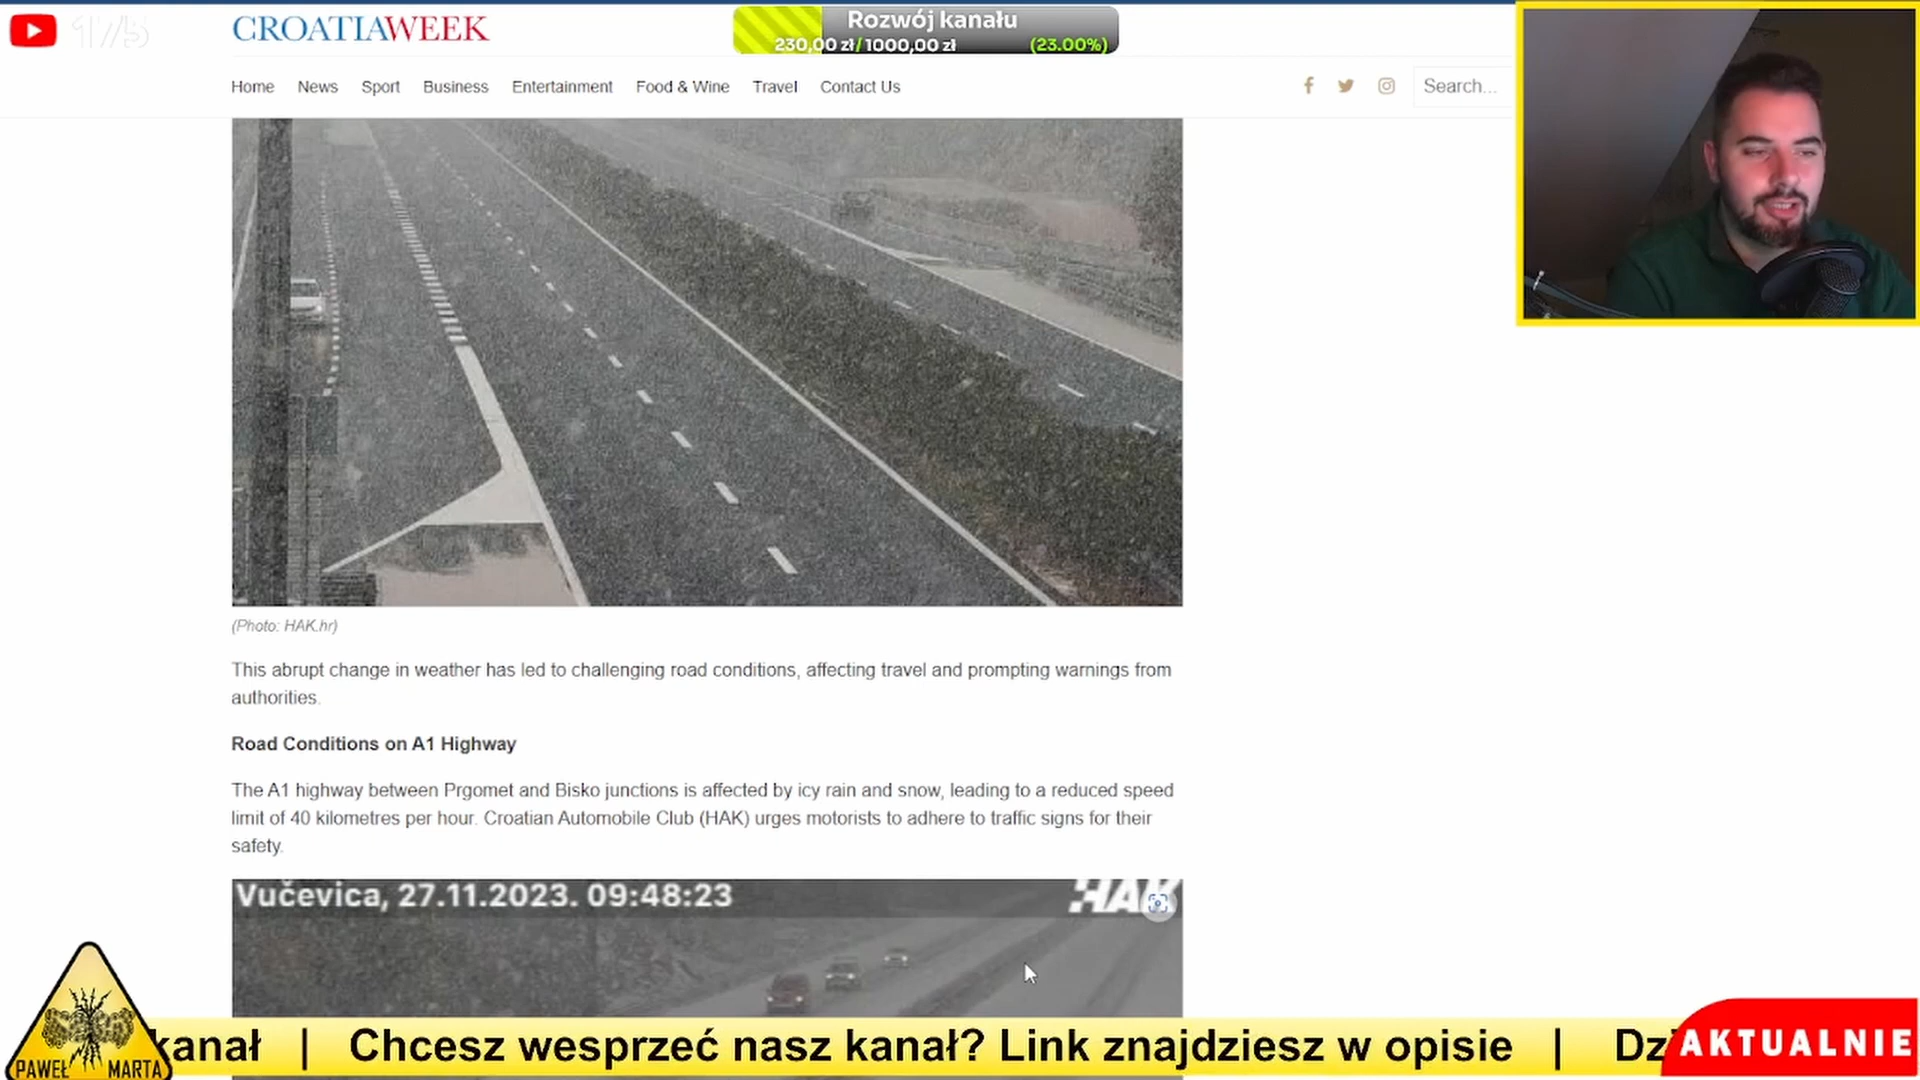 175
CROATIAWEEK
Rozwój kanału
230,00 zł/1000,00 zł (23.00%)
Home News Sport Business Entertainment Food & Wine Travel Contact Us
Search...
(Photo: HAK.hr)
This abrupt change in weather has led to challenging road conditions, affecting travel and prompting warnings from
authorities.
Road Conditions on A1 Highway
The A1 highway between Prgomet and Bisko junctions is affected by icy rain and snow, leading to a reduced speed
limit of 40 kilometres per hour. Croatian Automobile Club (HAK) urges motorists to adhere to traffic signs for their
safety.
Vučevica, 27.11.2023. 09:48:23
HAK
kanał | Chcesz wesprzeć nasz kanał? Link znajdziesz w opisie | Dz
AKTUALNIE
PAWEŁ MARTA